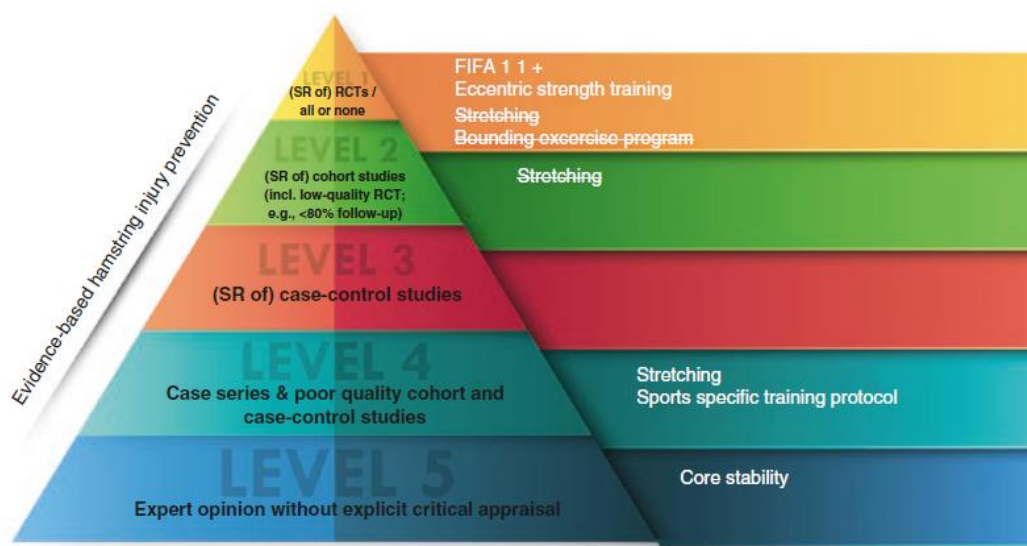 Evidence-based hamstring injury prevention
LEVEL 1
(SR of) RCTs /
all or none
FIFA 1 1 +
Eccentric strength training
Stretching
Bounding excercise program
LEVEL 2
(SR of) cohort studies
(incl. low-quality RCT;
e.g., <80% follow-up)
Stretching
LEVEL 3
(SR of) case-control studies
LEVEL 4
Case series & poor quality cohort and
case-control studies
Stretching
Sports specific training protocol
LEVEL 5
Expert opinion without explicit critical appraisal
Core stability